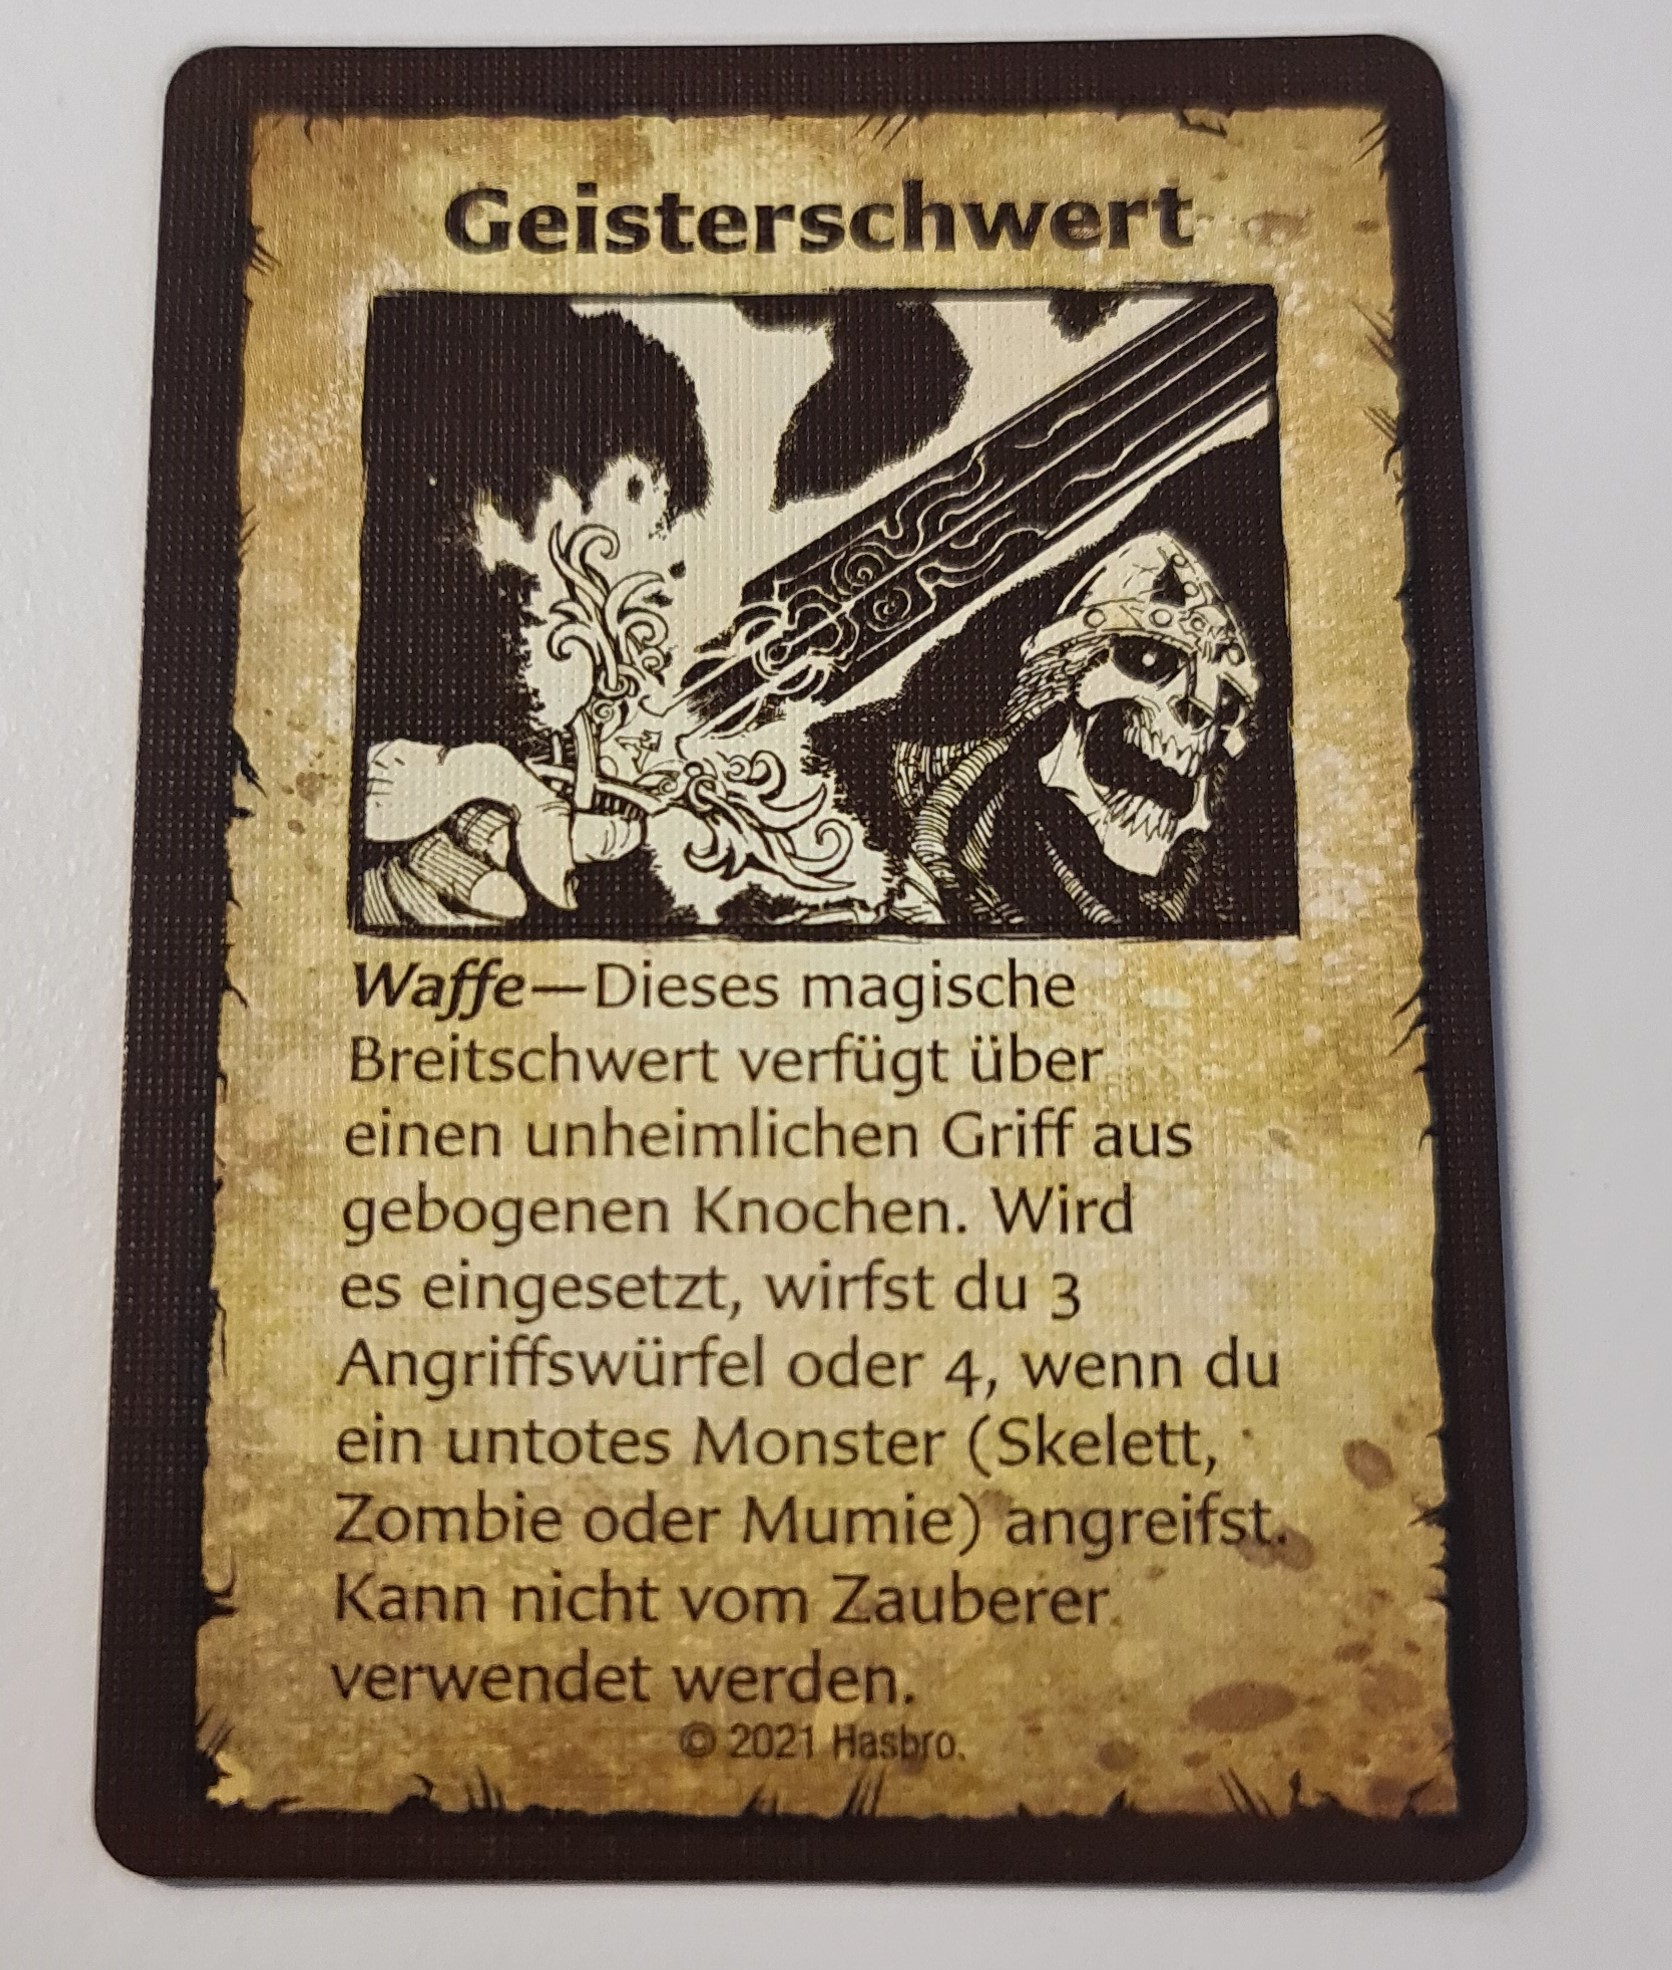 Geisterschwert
Waffe—Dieses magische
Breitschwert verfügt über
einen unheimlichen Griff aus
gebogenen Knochen. Wird
es eingesetzt, wirfst du 3
Angriffswürfel oder 4, wenn du
ein untotes Monster (Skelett,
Zombie oder Mumie) angreifst.
Kann nicht vom Zauberer
verwendet werden.
© 2021 Hasbro.